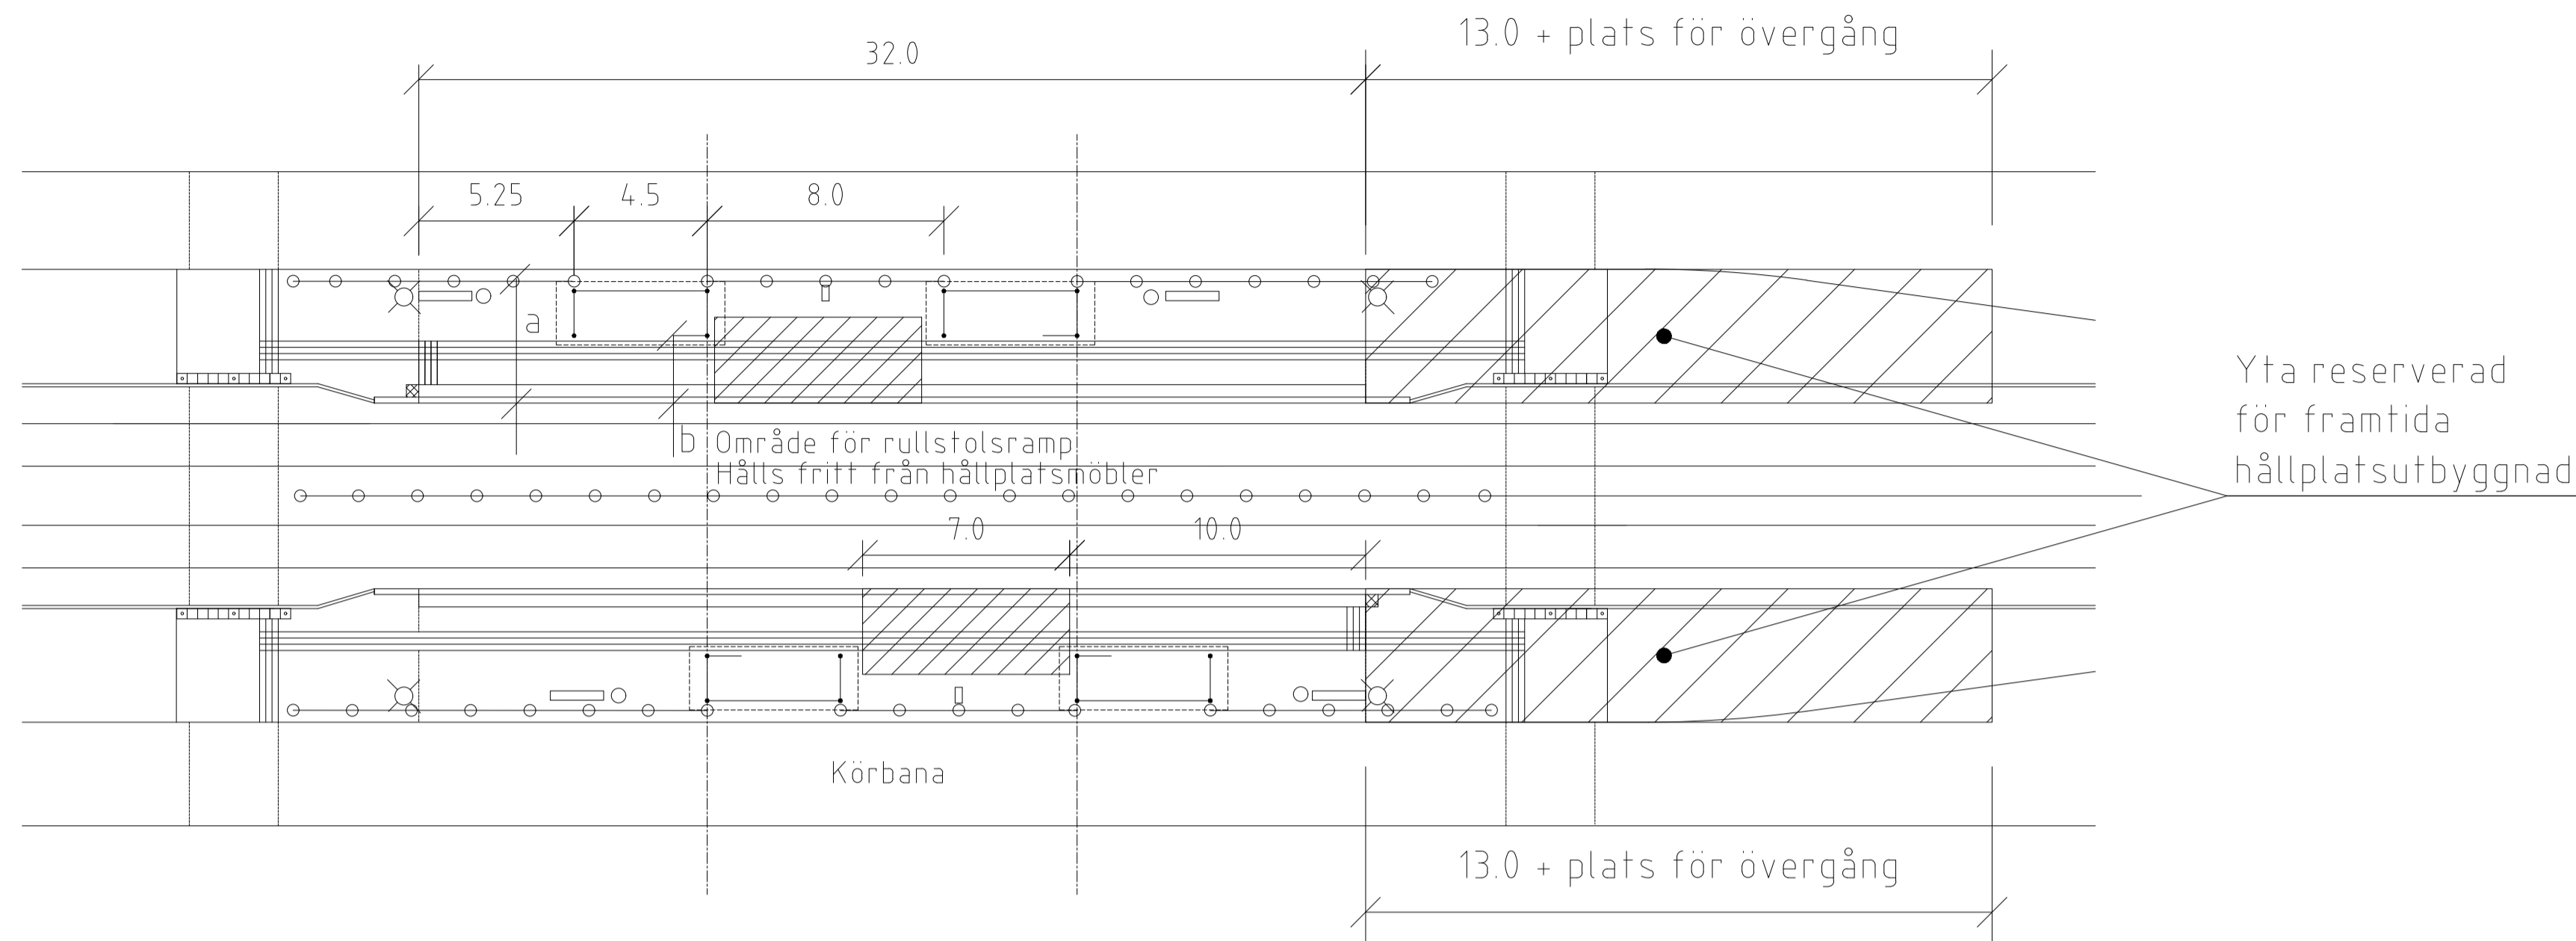 13.0 + plats för övergång
32.0
5.25
4.5
8.0
a
b
Område för rullstolsramp
Hålls fritt från hållplatsmöbler
Yta reserverad
för framtida
hållplatsutbyggnad
7.0
10.0
Körbana
13.0 + plats för övergång